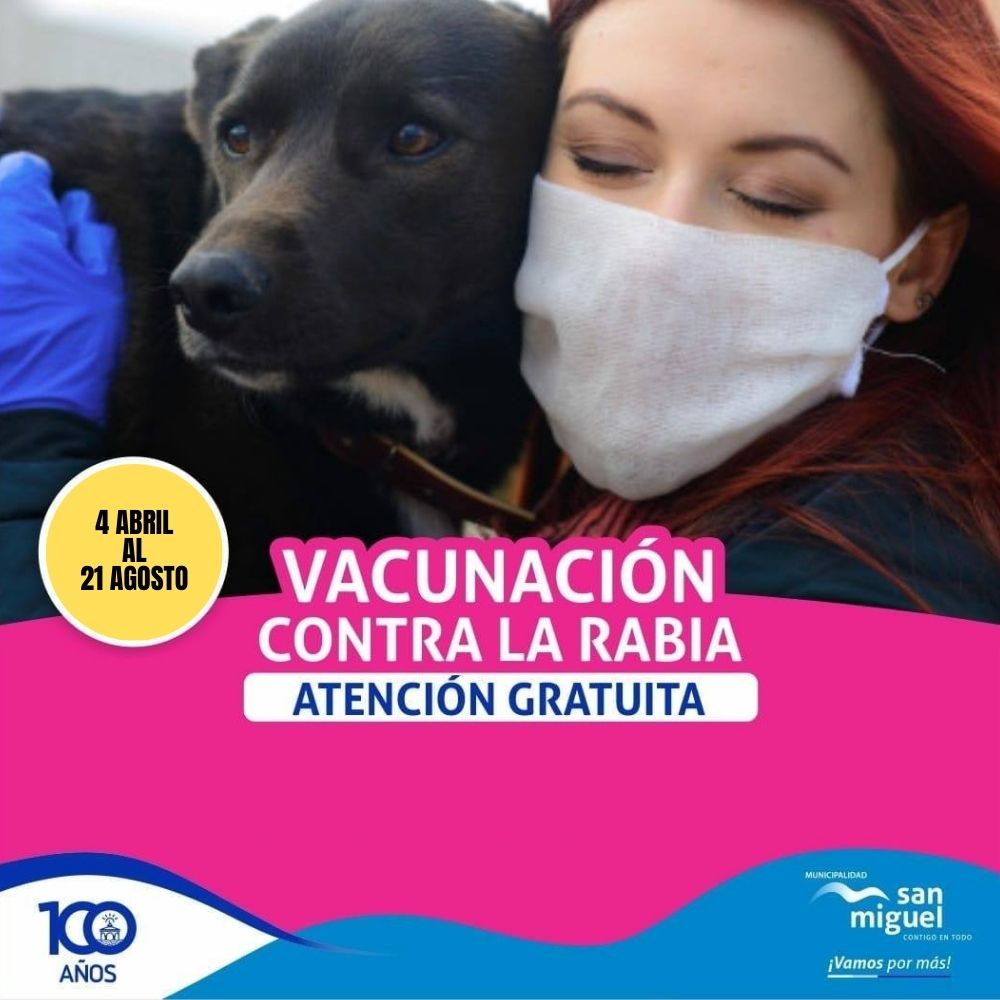 4 ABRIL
AL
21 AGOSTO
VACUNACIÓN
CONTRA LA RABIA
ATENCIÓN GRATUITA
100
AÑOS
MUNICIPALIDAD
san
miguel
CONTIGO EN TODO
¡Vamos por más!